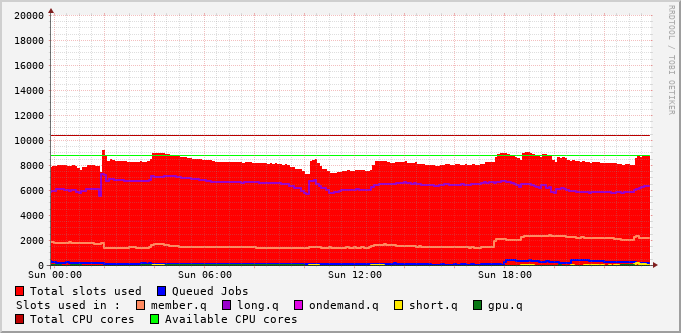 20000
18000
16000
14000
12000
10000
8000
6000
4000
2000
0
Sun 00:00 Sun 06:00 Sun 12:00 Sun 18:00
Total slots used Queued Jobs
Slots used in : member.q long.q ondemand.q short.q gpu.q
Total CPU cores Available CPU cores
RRDTOOL / TOBI OETIKER